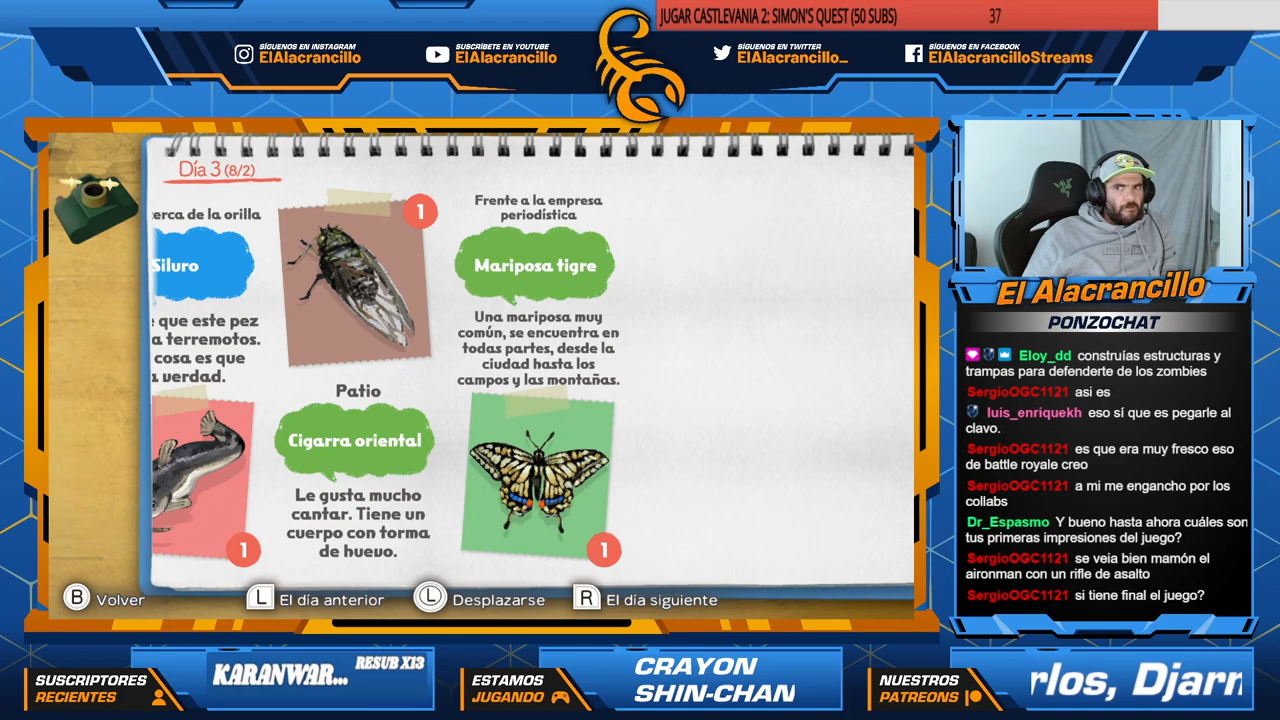 JUGAR CASTLEVANIA 2: SIMON'S QUEST (50 SUBS) 37
SÍGUENOS EN INSTAGRAM
ElAlacrancillo
SUSCRÍBETE EN YOUTUBE
ElAlacrancillo
SÍGUENOS EN TWITTER
ElAlacrancillo_
SÍGUENOS EN FACEBOOK
ElAlacrancilloStreams
Día 3 (8/2)
erca de la orilla
Siluro
que este pez
a terremotos.
cosa es que
a verdad.
1
1
Patio
Cigarra oriental
Le gusta mucho
cantar. Tiene un
cuerpo con forma
de huevo.
Frente a la empresa
periodística
Mariposa tigre
Una mariposa muy
común, se encuentra en
todas partes, desde la
ciudad hasta los
campos y las montañas.
1
B Volver
L El día anterior
L Desplazarse
R El día siguiente
El Alacrancillo
PONZOCHAT
Eloy_dd construías estructuras y
trampas para defenderte de los zombies
SergioOGC1121 asi es
luis_enriquekh eso sí que es pegarle al
clavo.
SergioOGC1121 es que era muy fresco eso
de battle royale creo
SergioOGC1121 a mi me engancho por los
collabs
Dr_Espasmo Y bueno hasta ahora cuáles son
tus primeras impresiones del juego?
SergioOGC1121 se veia bien mamón el
aironman con un rifle de asalto
SergioOGC1121 si tiene final el juego?
SUSCRIPTORES
RECIENTES
KARANWAR... RESUB X13
ESTAMOS
JUGANDO
CRAYON
SHIN-CHAN
NUESTROS
PATREONS
rlos, Djarn